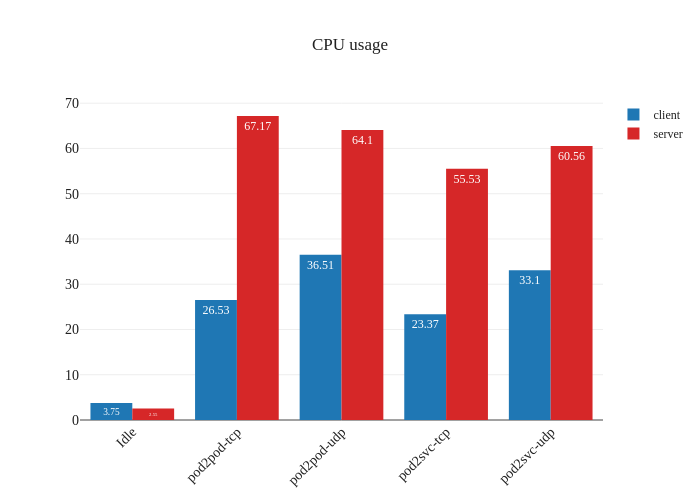 CPU usage
client
server
70
60
50
40
30
20
10
0
67.17
64.1
60.56
55.53
36.51
33.1
26.53
23.37
3.75
Idle
pod2pod-tcp
pod2pod-udp
pod2svc-tcp
pod2svc-udp